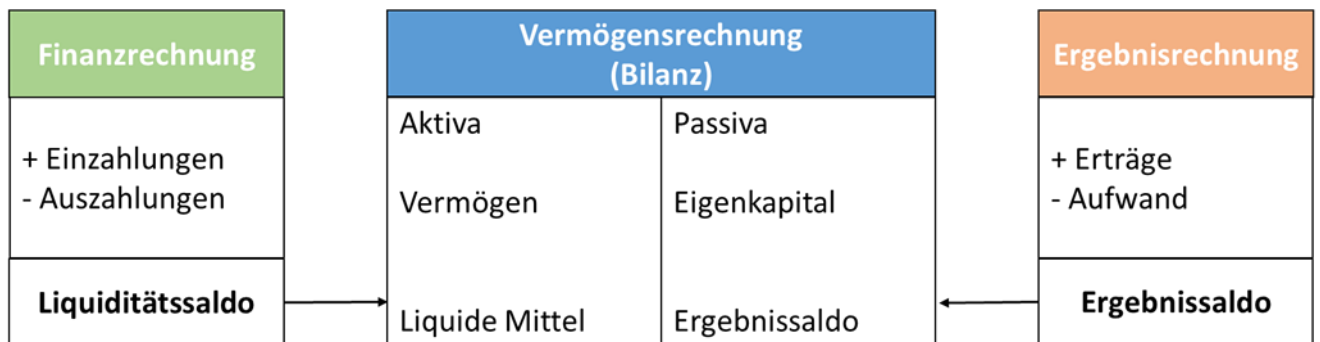 Finanzrechnung
+ Einzahlungen
- Auszahlungen
Liquiditätssaldo
Vermögensrechnung
(Bilanz)
Aktiva
Vermögen
Liquide Mittel
Passiva
Eigenkapital
Ergebnissaldo
Ergebnisrechnung
+ Erträge
- Aufwand
Ergebnissaldo